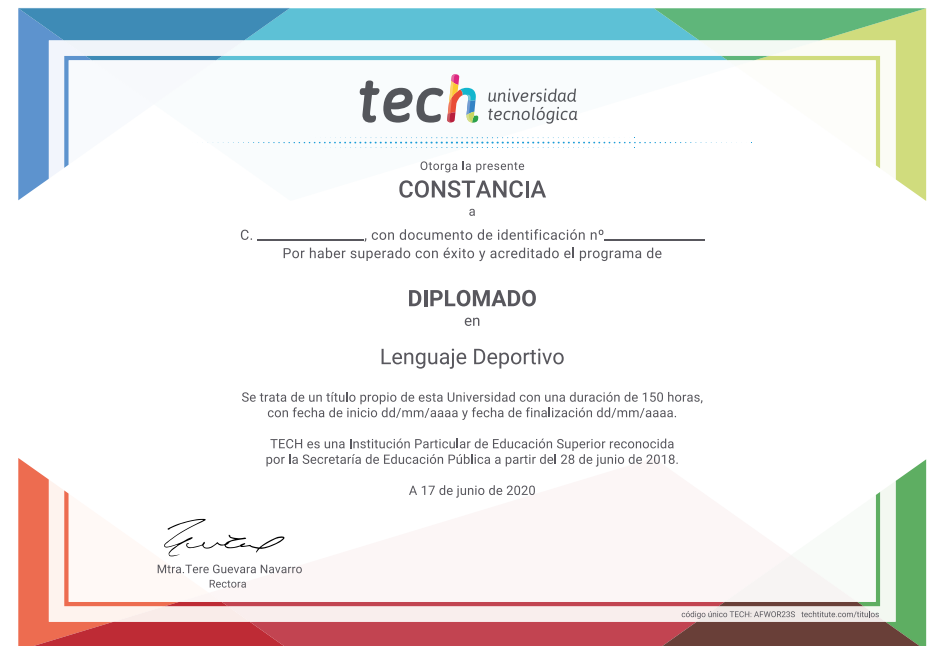 tech universidad
tecnológica
Otorga la presente
CONSTANCIA
a
C. ______________, con documento de identificación nº_____________
Por haber superado con éxito y acreditado el programa de
DIPLOMADO
en
Lenguaje Deportivo
Se trata de un título propio de esta Universidad con una duración de 150 horas,
con fecha de inicio dd/mm/aaaa y fecha de finalización dd/mm/aaaa.
TECH es una Institución Particular de Educación Superior reconocida
por la Secretaría de Educación Pública a partir del 28 de junio de 2018.
A 17 de junio de 2020
Mtra.Tere Guevara Navarro
Rectora
código único TECH: AFWOR23S techtitute.com/titulos